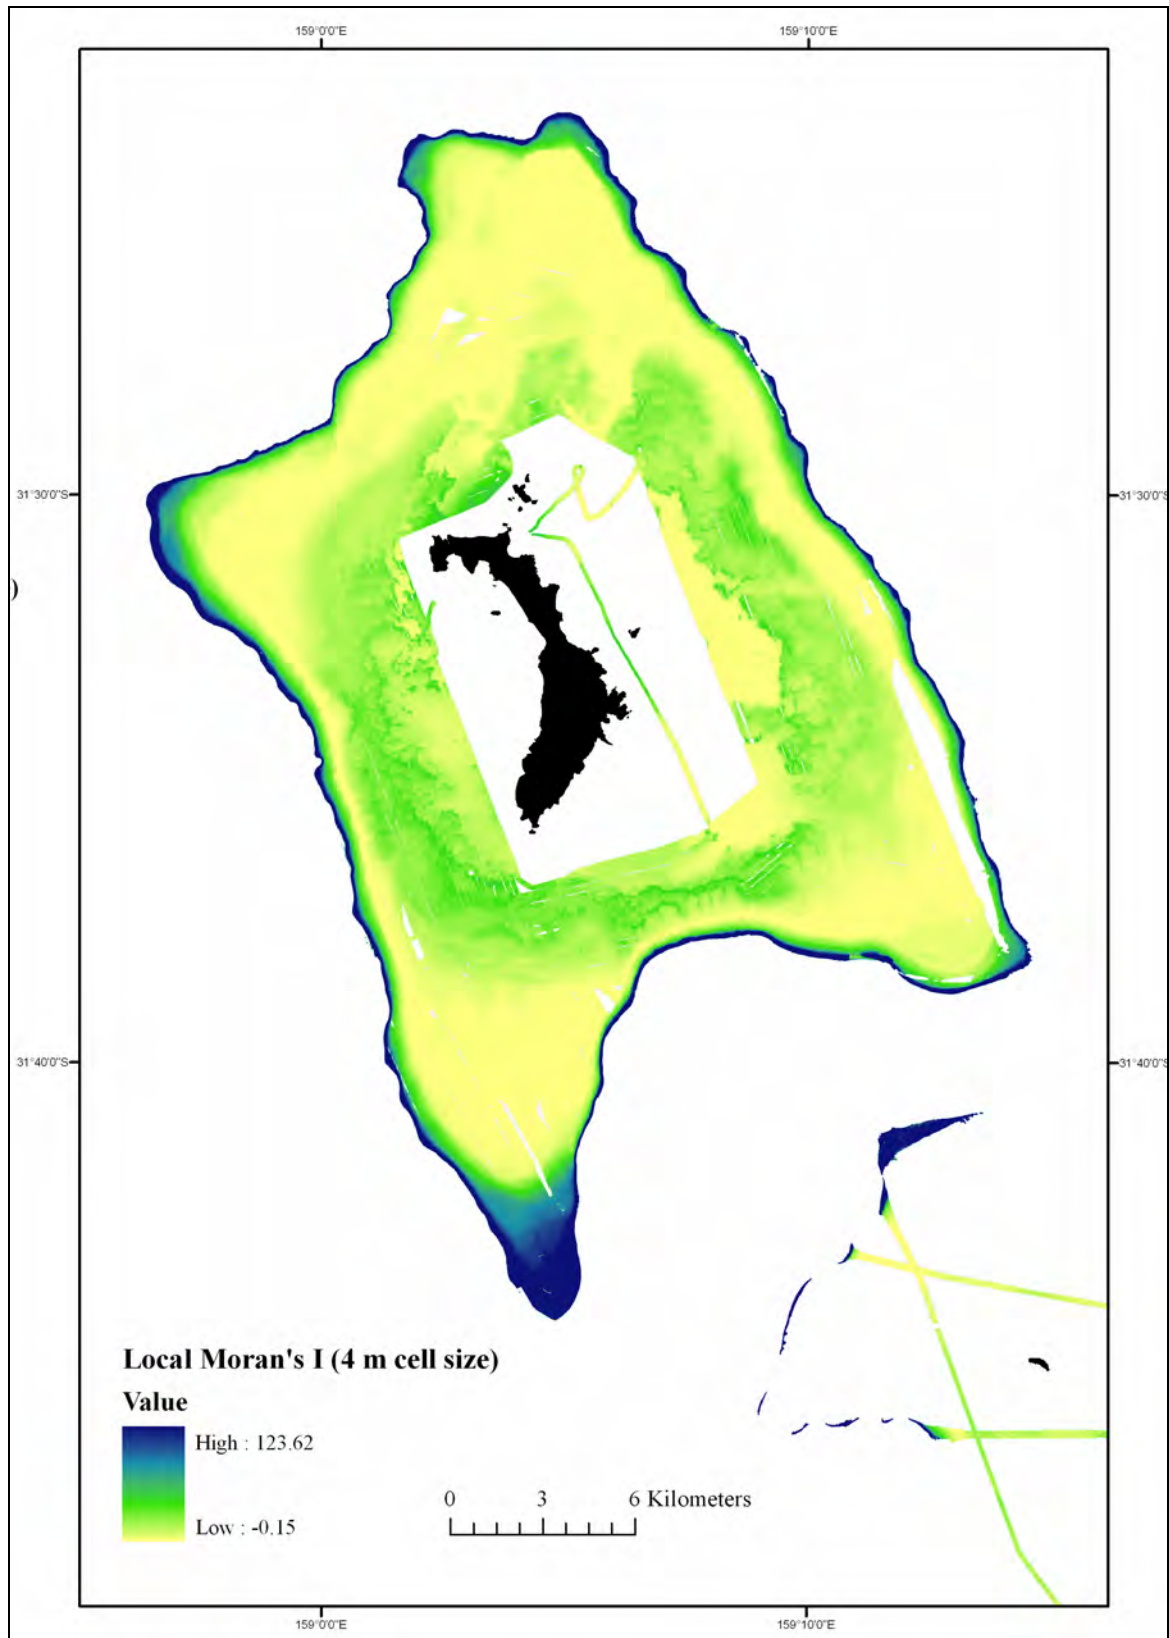 159°0'0"E 159°10'0"E
31°30'0"S 31°30'0"S
)
31°40'0"S 31°40'0"S
Local Moran's I (4 m cell size)
Value
High : 123.62
Low : -0.15
0 3 6 Kilometers
159°0'0"E 159°10'0"E